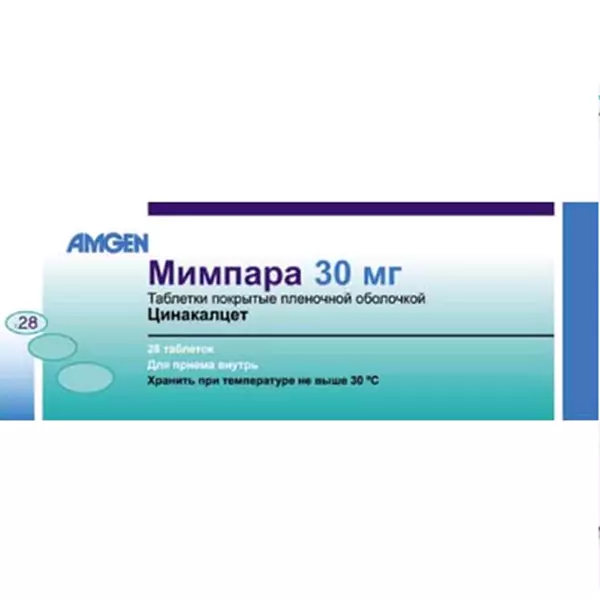 AMGEN
Мимпара 30 мг
Таблетки покрытые пленочной оболочкой
Цинакалцет
28
28 таблеток
Для приема внутрь
Хранить при температуре не выше 30 °C